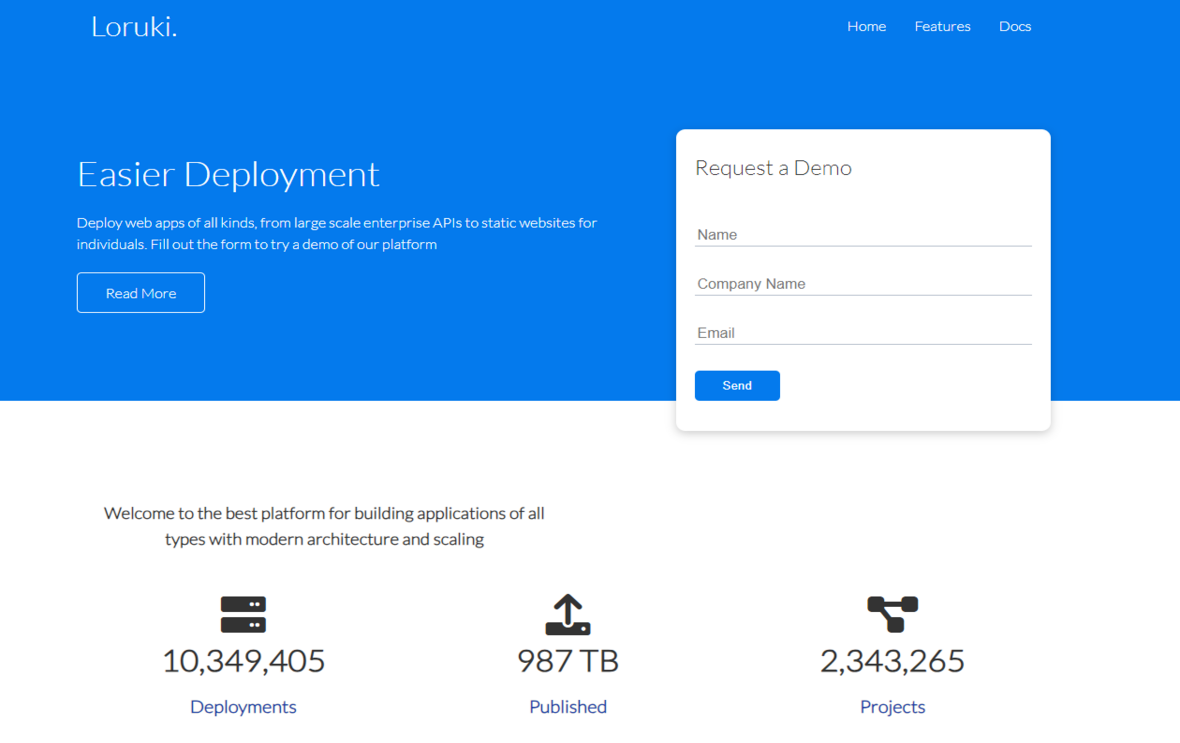 Loruki.
Home Features Docs
Easier Deployment
Deploy web apps of all kinds, from large scale enterprise APIs to static websites for
individuals. Fill out the form to try a demo of our platform
Read More
Request a Demo
Name
Company Name
Email
Send
Welcome to the best platform for building applications of all
types with modern architecture and scaling
10,349,405
Deployments
987 TB
Published
2,343,265
Projects